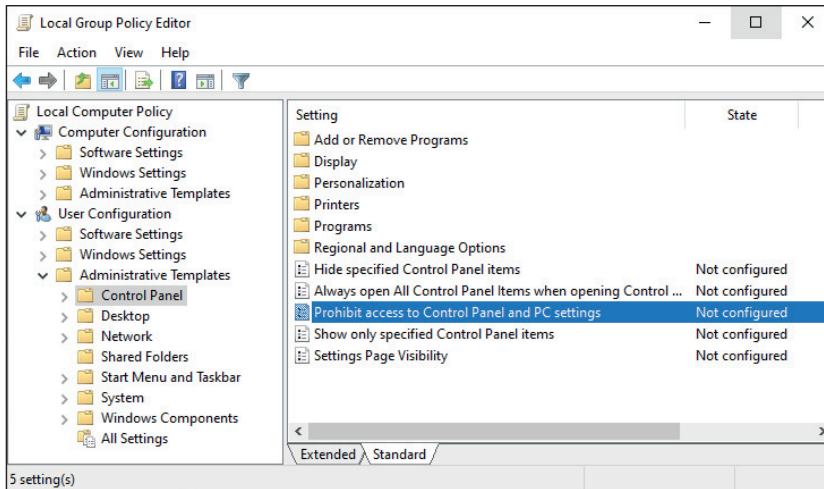 Local Group Policy Editor
File Action View Help
Local Computer Policy
Computer Configuration
Software Settings
Windows Settings
Administrative Templates
User Configuration
Software Settings
Windows Settings
Administrative Templates
Control Panel
Desktop
Network
Shared Folders
Start Menu and Taskbar
System
Windows Components
All Settings
Setting State
Add or Remove Programs
Display
Personalization
Printers
Programs
Regional and Language Options
Hide specified Control Panel items Not configured
Always open All Control Panel Items when opening Control ... Not configured
Prohibit access to Control Panel and PC settings Not configured
Show only specified Control Panel items Not configured
Settings Page Visibility Not configured
Extended Standard
5 setting(s)